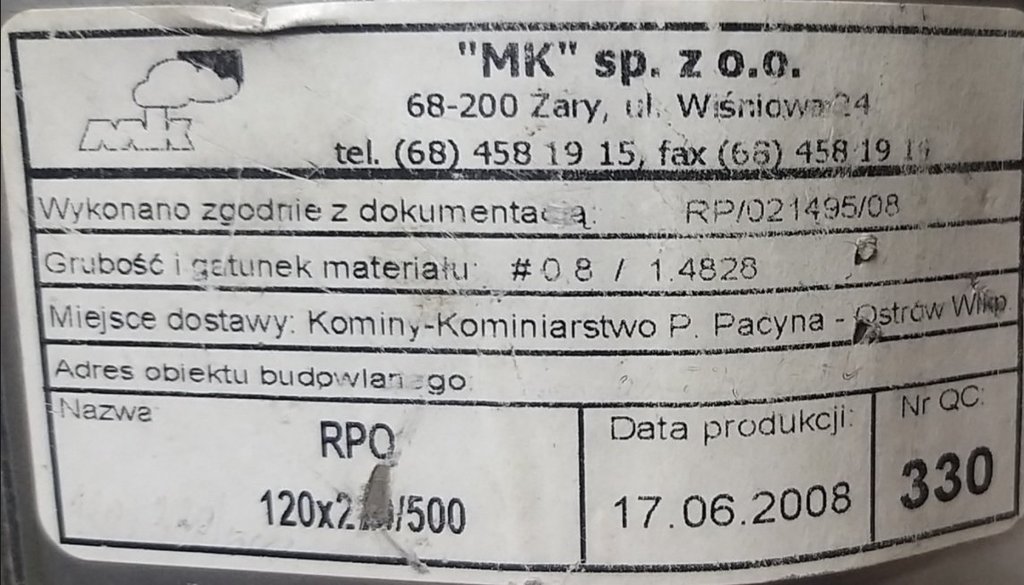 MK
"MK" sp. z o.o.
68-200 Żary, ul. Wiśniowa 24
tel. (68) 458 19 15, fax (68) 458 19
Wykonano zgodnie z dokumentacją: RP/021495/08
Grubość i gatunek materiału: # 0.8 / 1.4828
Miejsce dostawy: Kominy-Kominiarstwo P. Pacyna - Ostrów Wlkp.
Adres obiektu budowlanego:
Nazwa
RPO
Data produkcji:
17.06.2008
Nr QC:
330